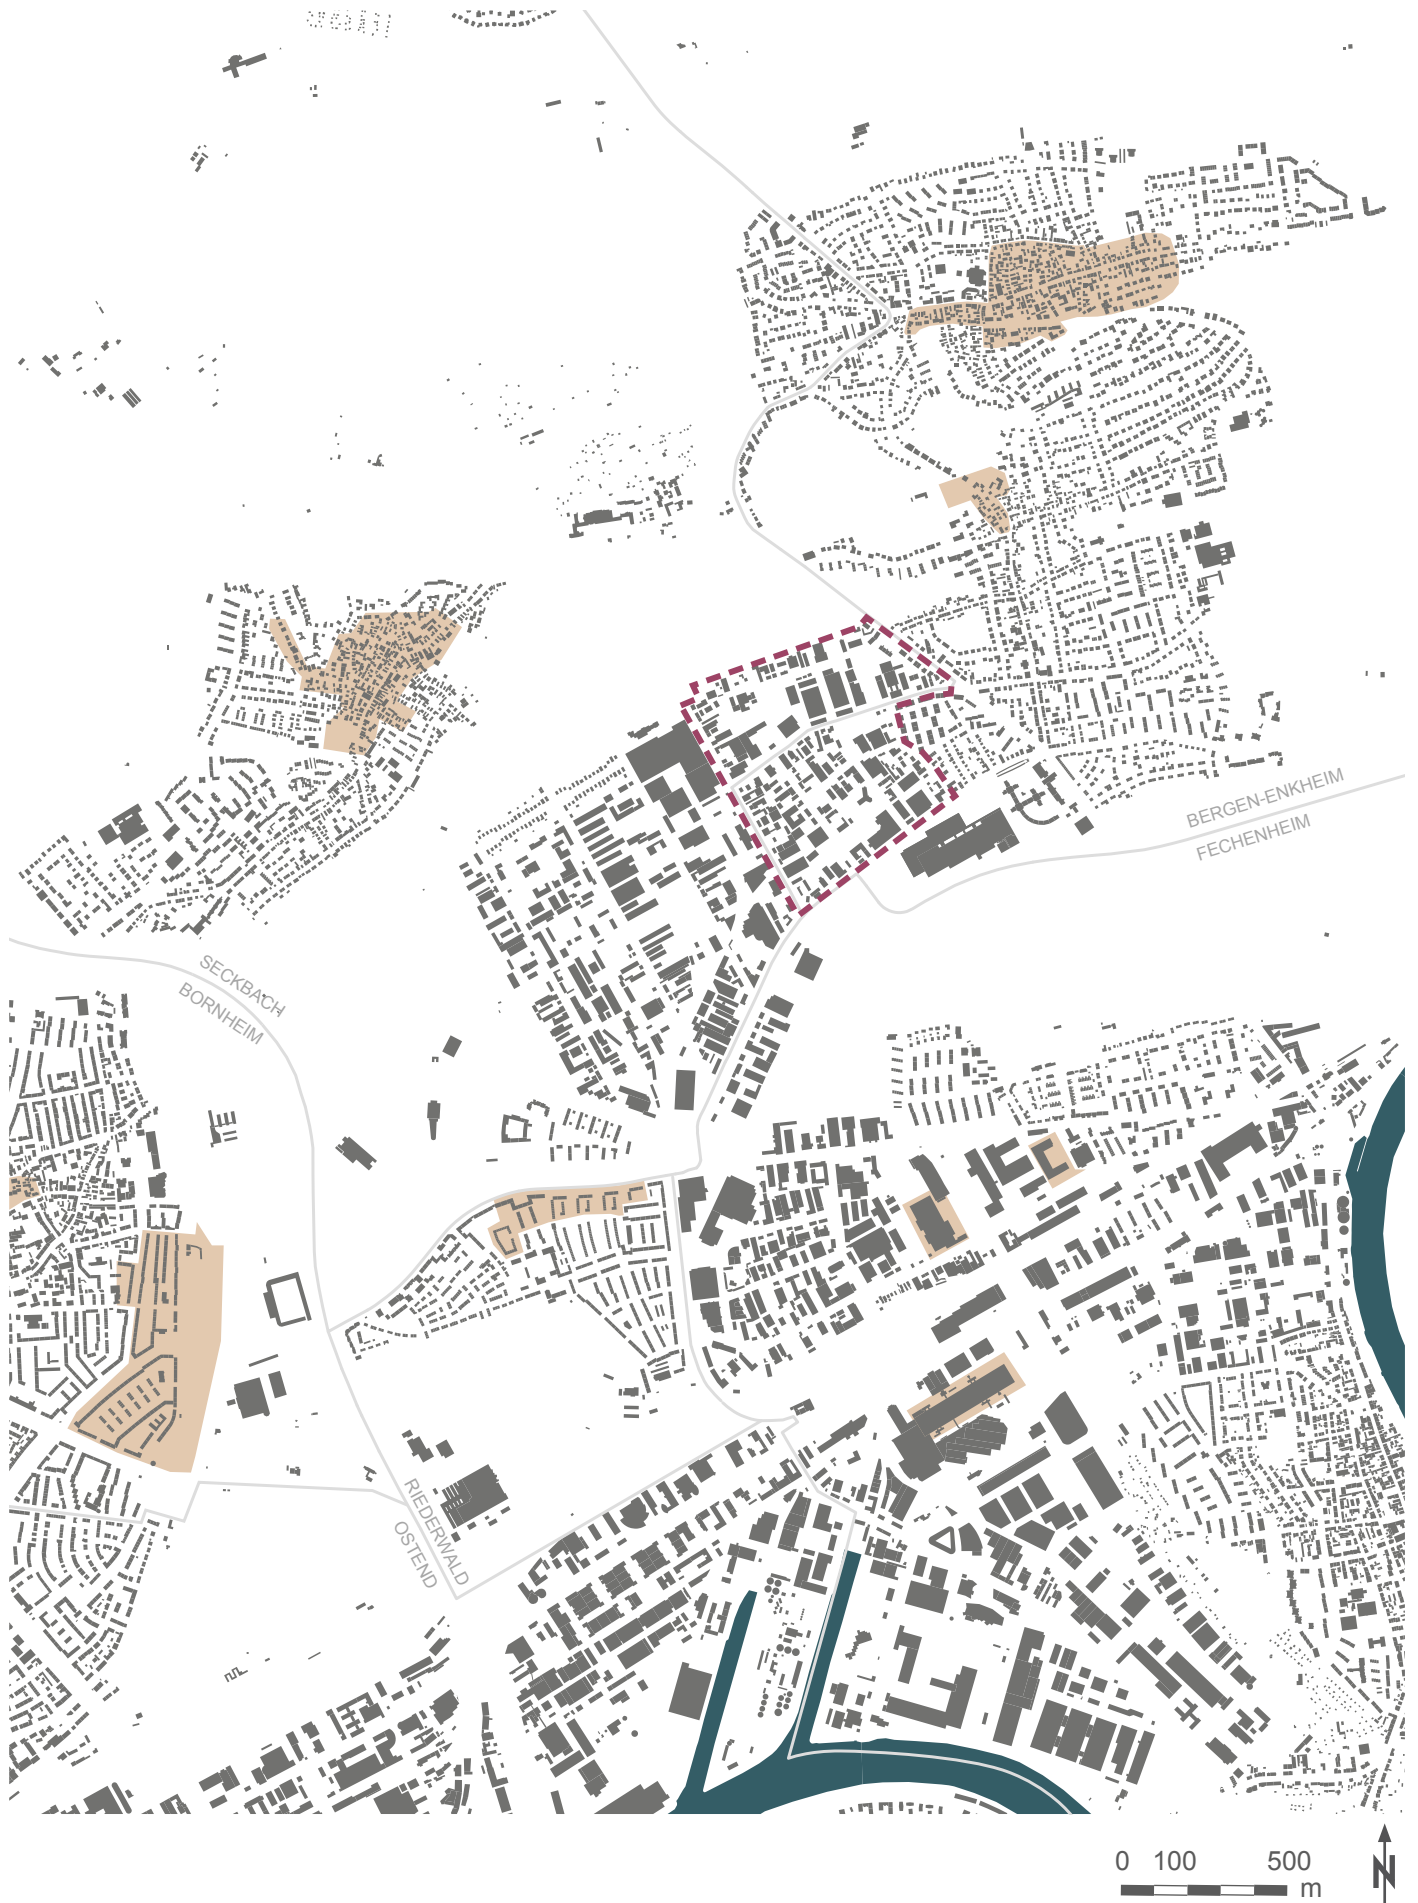 BERGEN-ENKHEIM
FECHENHEIM
SECKBACH
BORNHEIM
RIEDERWALD
OSTEND
0 100 500
m
N